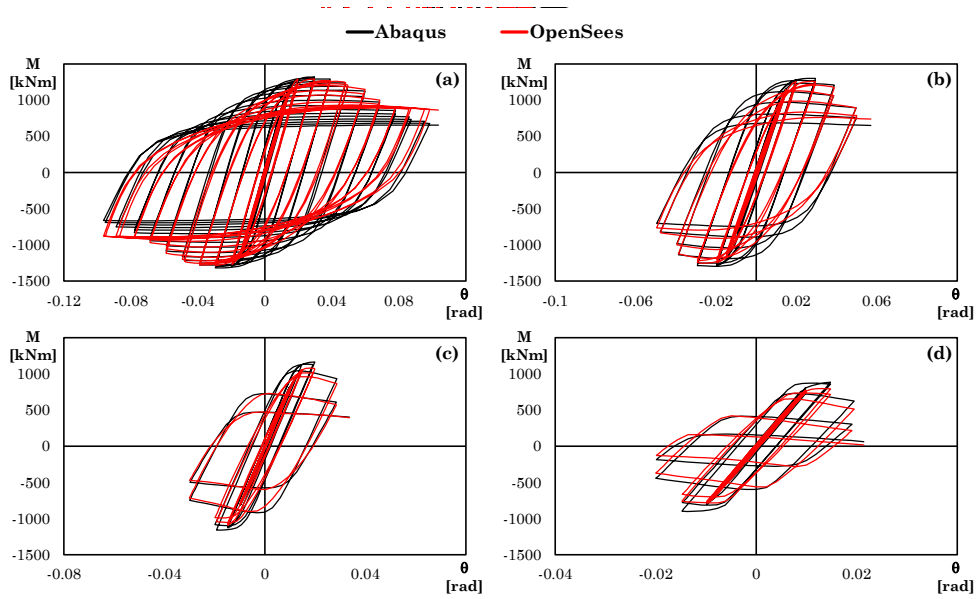 Abaqus OpenSees
M
[kNm]
(a)
1000
500
0
-500
-1000
-1500
-0.12 -0.08 -0.04 0 0.04 0.08 θ
[rad]
M
[kNm]
(b)
1000
500
0
-500
-1000
-1500
-0.1 -0.06 -0.02 0.02 0.06 θ
[rad]
M
[kNm]
(c)
1000
500
0
-500
-1000
-1500
-0.08 -0.04 0 0.04 θ
[rad]
M
[kNm]
(d)
1000
500
0
-500
-1000
-1500
-0.04 -0.02 0 0.02 θ
[rad]